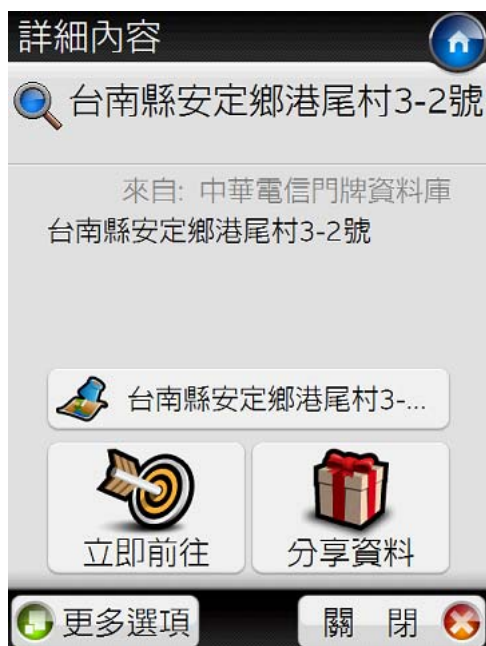 詳細內容
台南縣安定鄉港尾村3-2號
來自: 中華電信門牌資料庫
台南縣安定鄉港尾村3-2號
台南縣安定鄉港尾村3-...
立即前往
分享資料
更多選項
關 閉